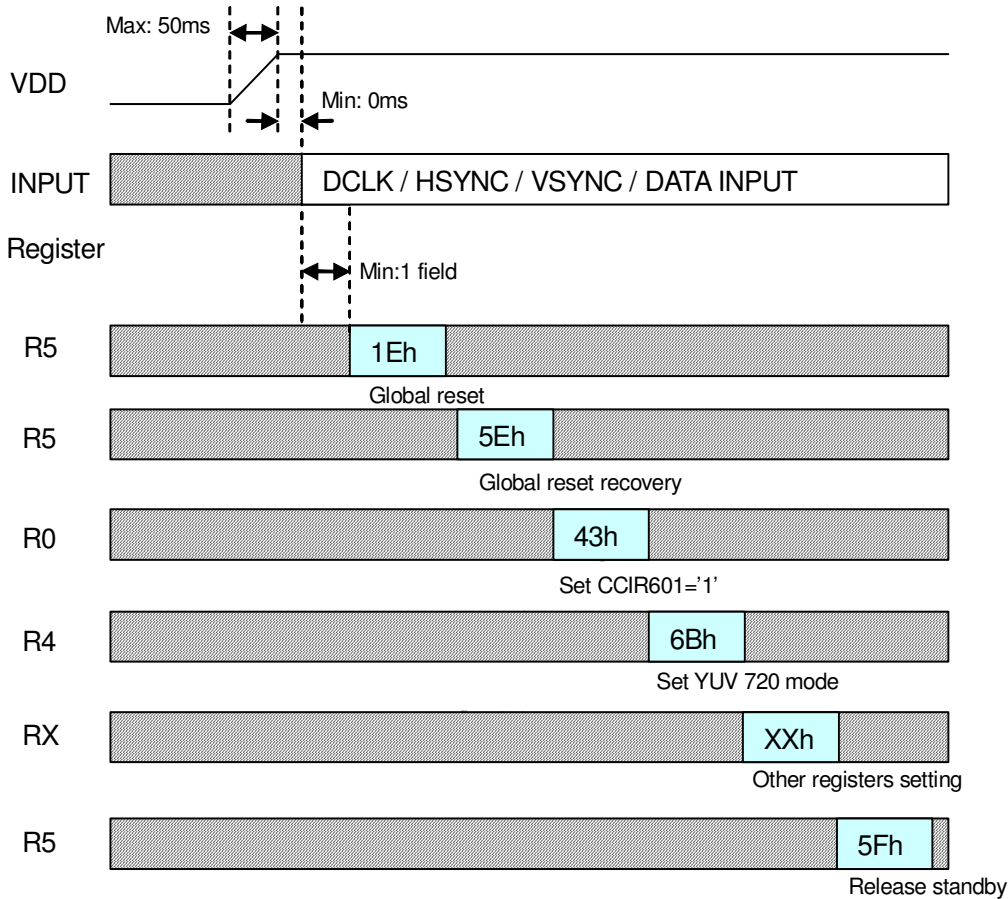 Max: 50ms
VDD
Min: 0ms
INPUT
DCLK / HSYNC / VSYNC / DATA INPUT
Register
Min:1 field
R5
1Eh
Global reset
R5
5Eh
Global reset recovery
R0
43h
Set CCIR601='1'
R4
6Bh
Set YUV 720 mode
RX
XXh
Other registers setting
R5
5Fh
Release standby